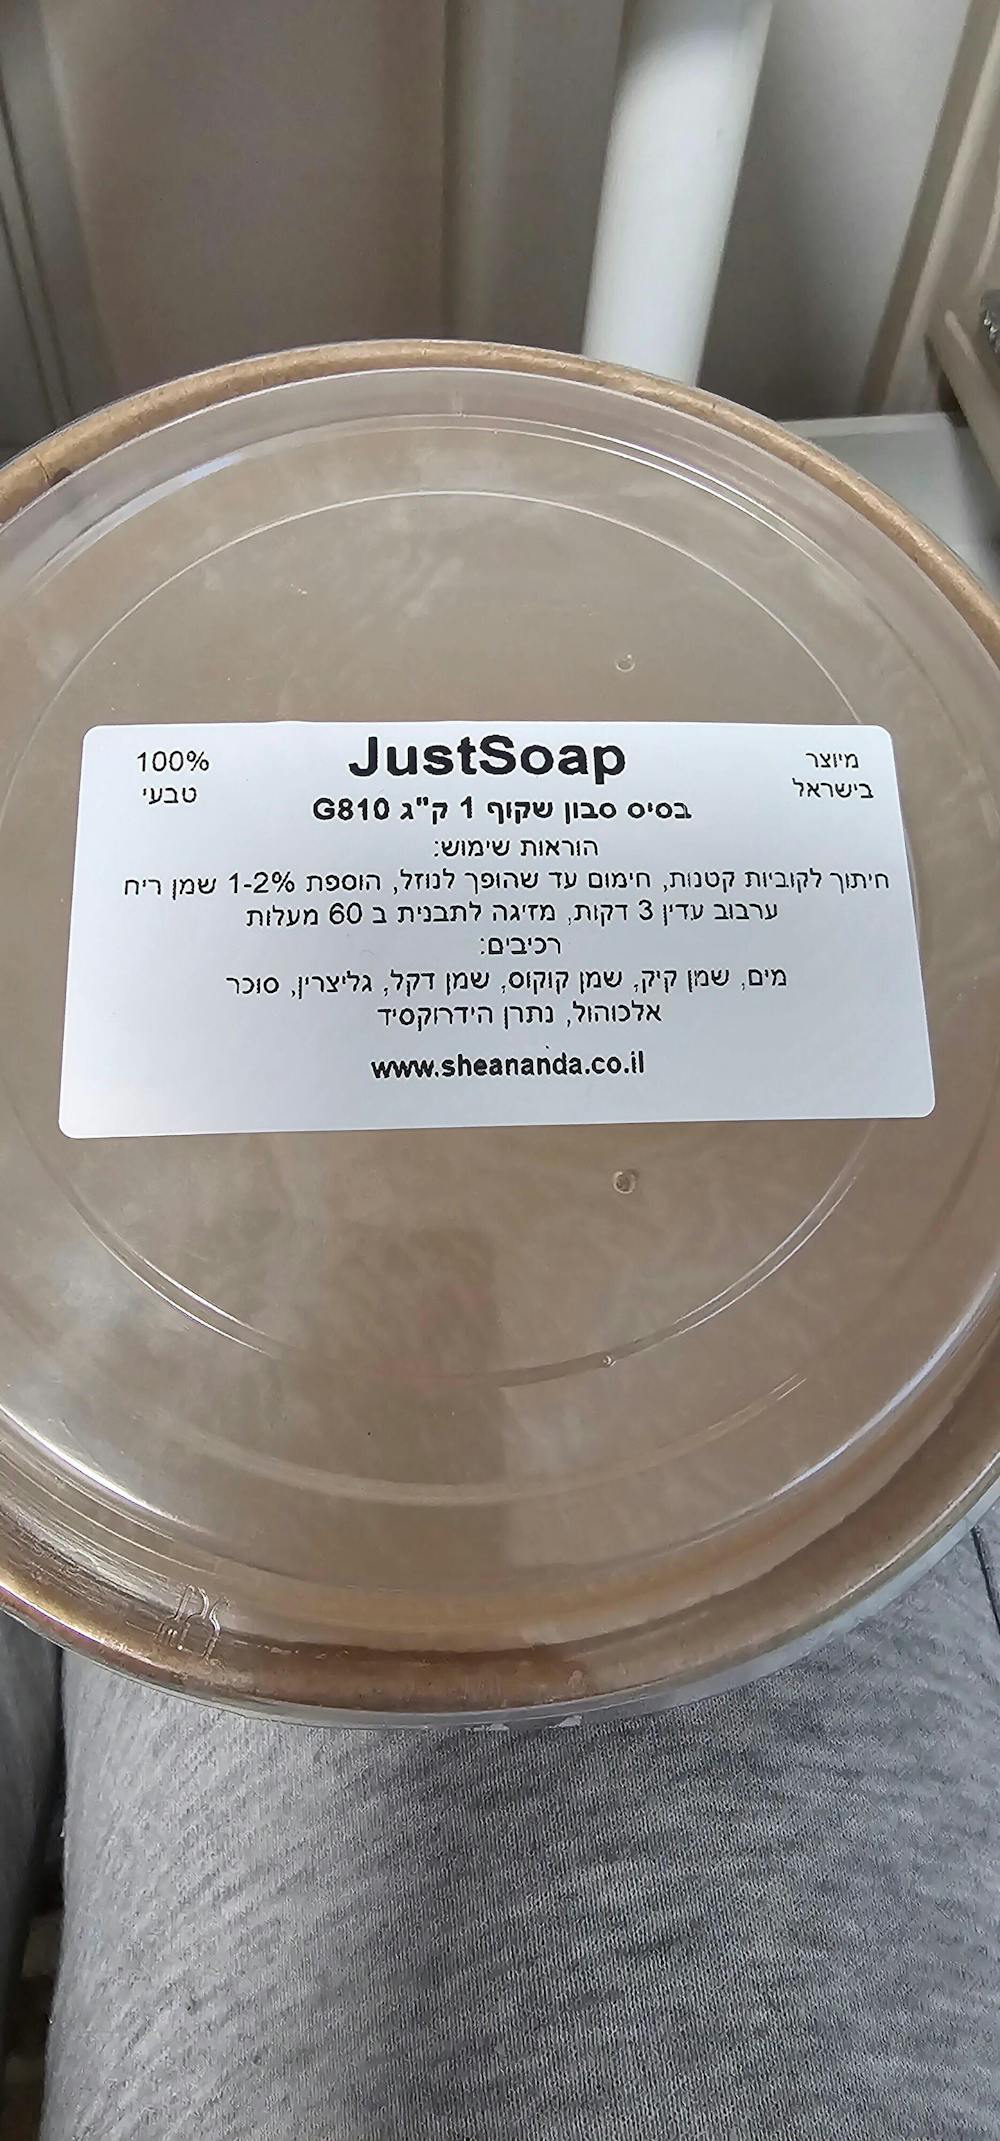 מיוצר
בישראל
JustSoap
100%
טבעי
בסיס סבון שקוף 1 ק"ג G810
הוראות שימוש:
חיתוך לקוביות קטנות, חימום עד שהופך לנוזל, הוספת 1-2% שמן ריח
ערבוב עדין 3 דקות, מזיגה לתבנית ב 60 מעלות
רכיבים:
מים, שמן קיק, שמן קוקוס, שמן דקל, גליצרין, סוכר
אלכוהול, נתרן הידרוקסיד
www.sheananda.co.il